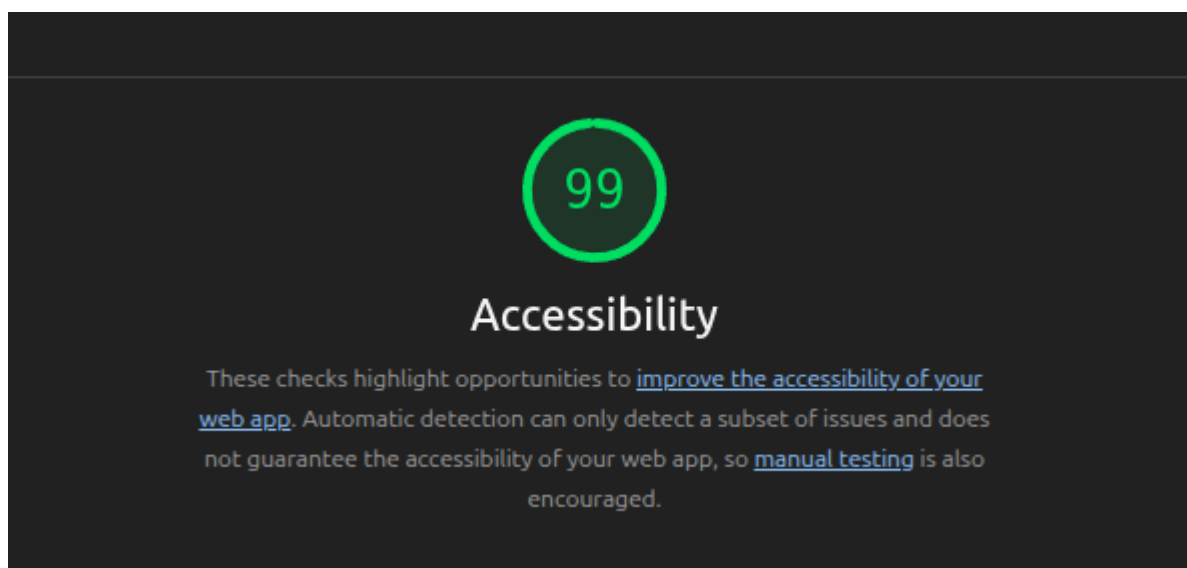 99
Accessibility
These checks highlight opportunities to improve the accessibility of your
web app. Automatic detection can only detect a subset of issues and does
not guarantee the accessibility of your web app, so manual testing is also
encouraged.